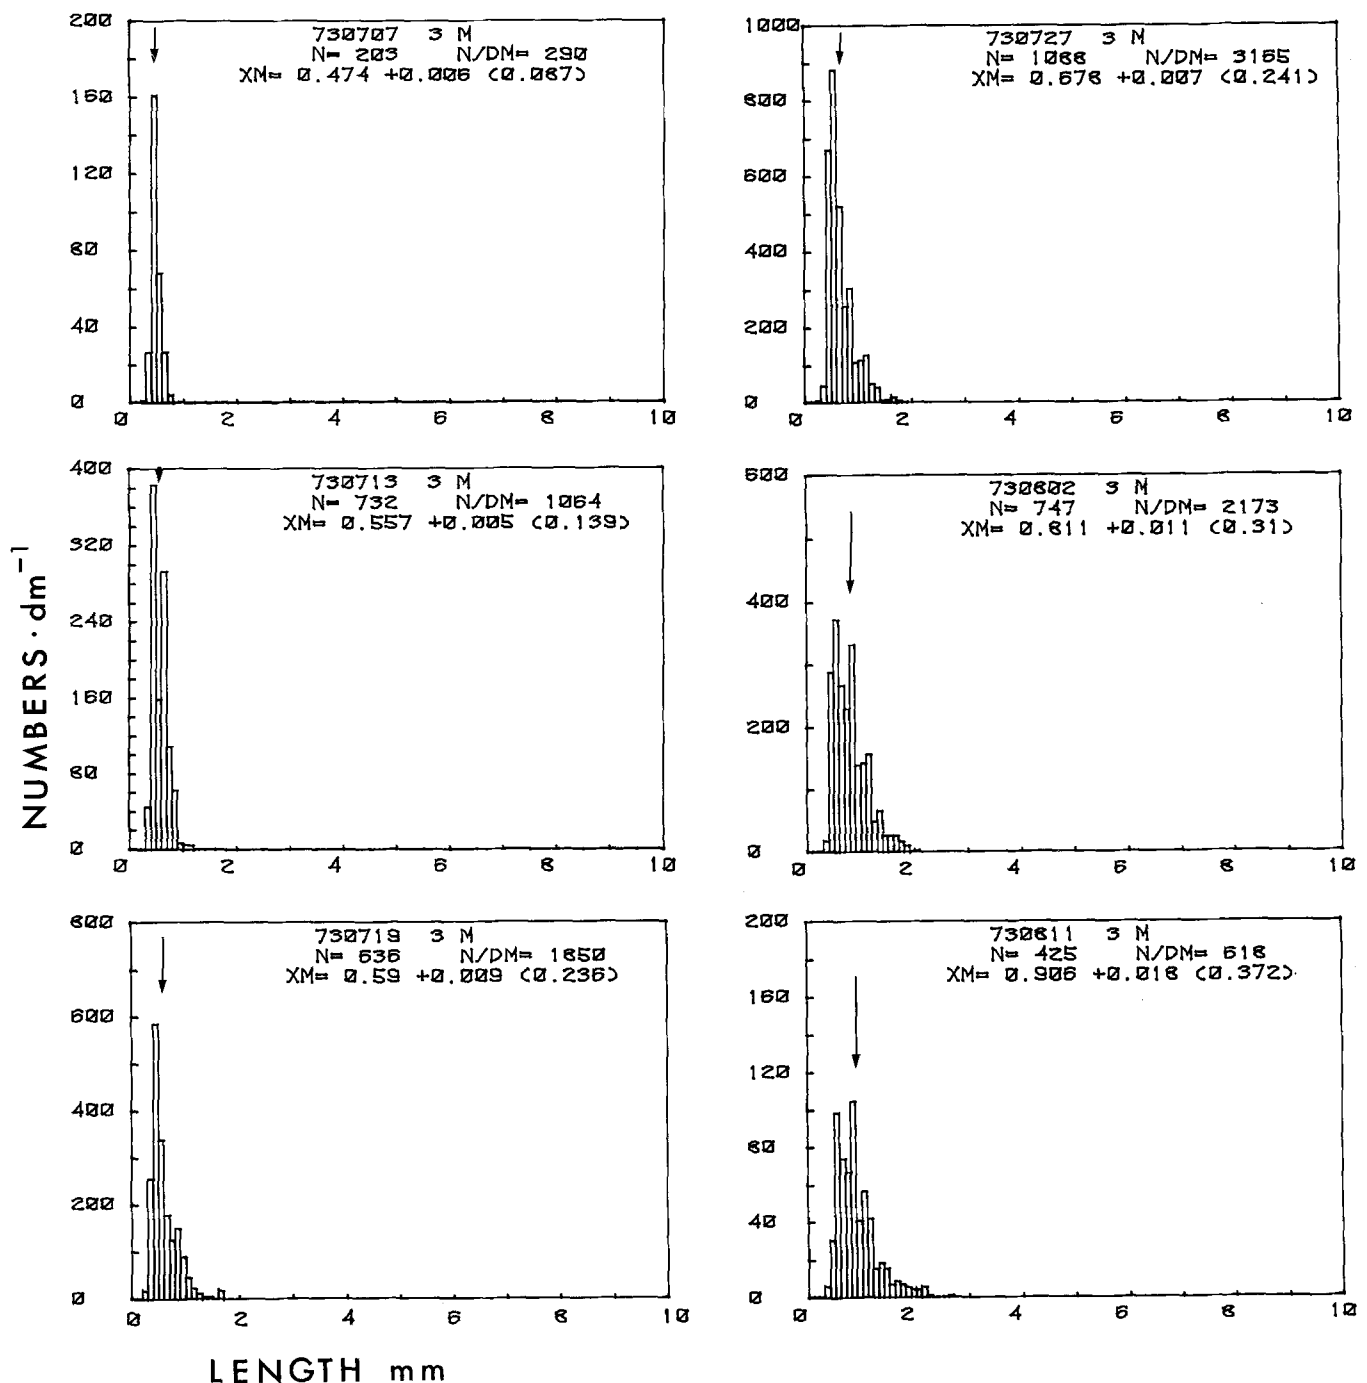 200
160
120
80
40
0
730707 3 M
N= 203 N/DM= 290
XM= 0.474 +0.006 (0.087)
0 2 4 6 8 10
1000
800
600
400
200
0
730727 3 M
N= 1088 N/DM= 3165
XM= 0.678 +0.007 (0.241)
0 2 4 6 8 10
400
320
240
160
80
0
730713 3 M
N= 732 N/DM= 1064
XM= 0.557 +0.005 (0.139)
0 2 4 6 8 10
600
400
200
0
730802 3 M
N= 747 N/DM= 2173
XM= 0.811 +0.011 (0.31)
0 2 4 6 8 10
800
600
400
200
0
730719 3 M
N= 636 N/DM= 1850
XM= 0.59 +0.009 (0.236)
0 2 4 6 8 10
200
160
120
80
40
0
730811 3 M
N= 425 N/DM= 618
XM= 0.906 +0.018 (0.372)
0 2 4 6 8 10
NUMBERS·dm⁻¹
LENGTH mm